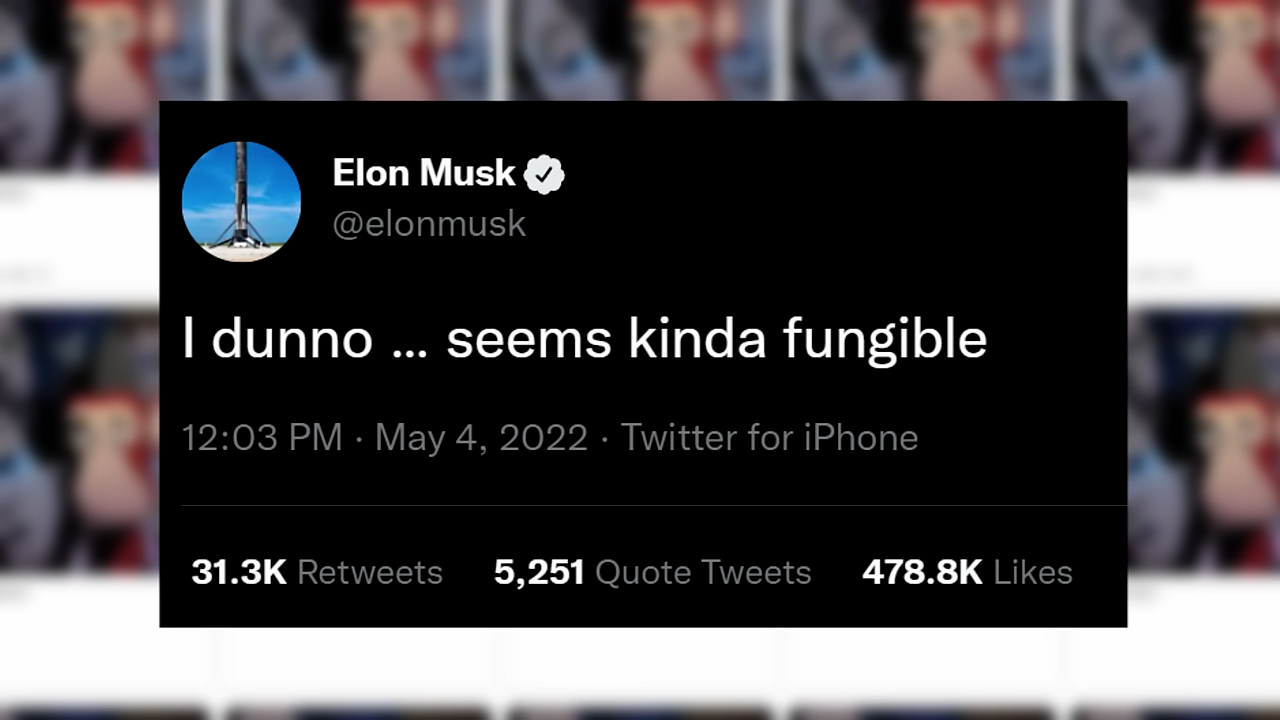 Elon Musk
@elonmusk
I dunno ... seems kinda fungible
12:03 PM · May 4, 2022 · Twitter for iPhone
31.3K Retweets 5,251 Quote Tweets 478.8K Likes